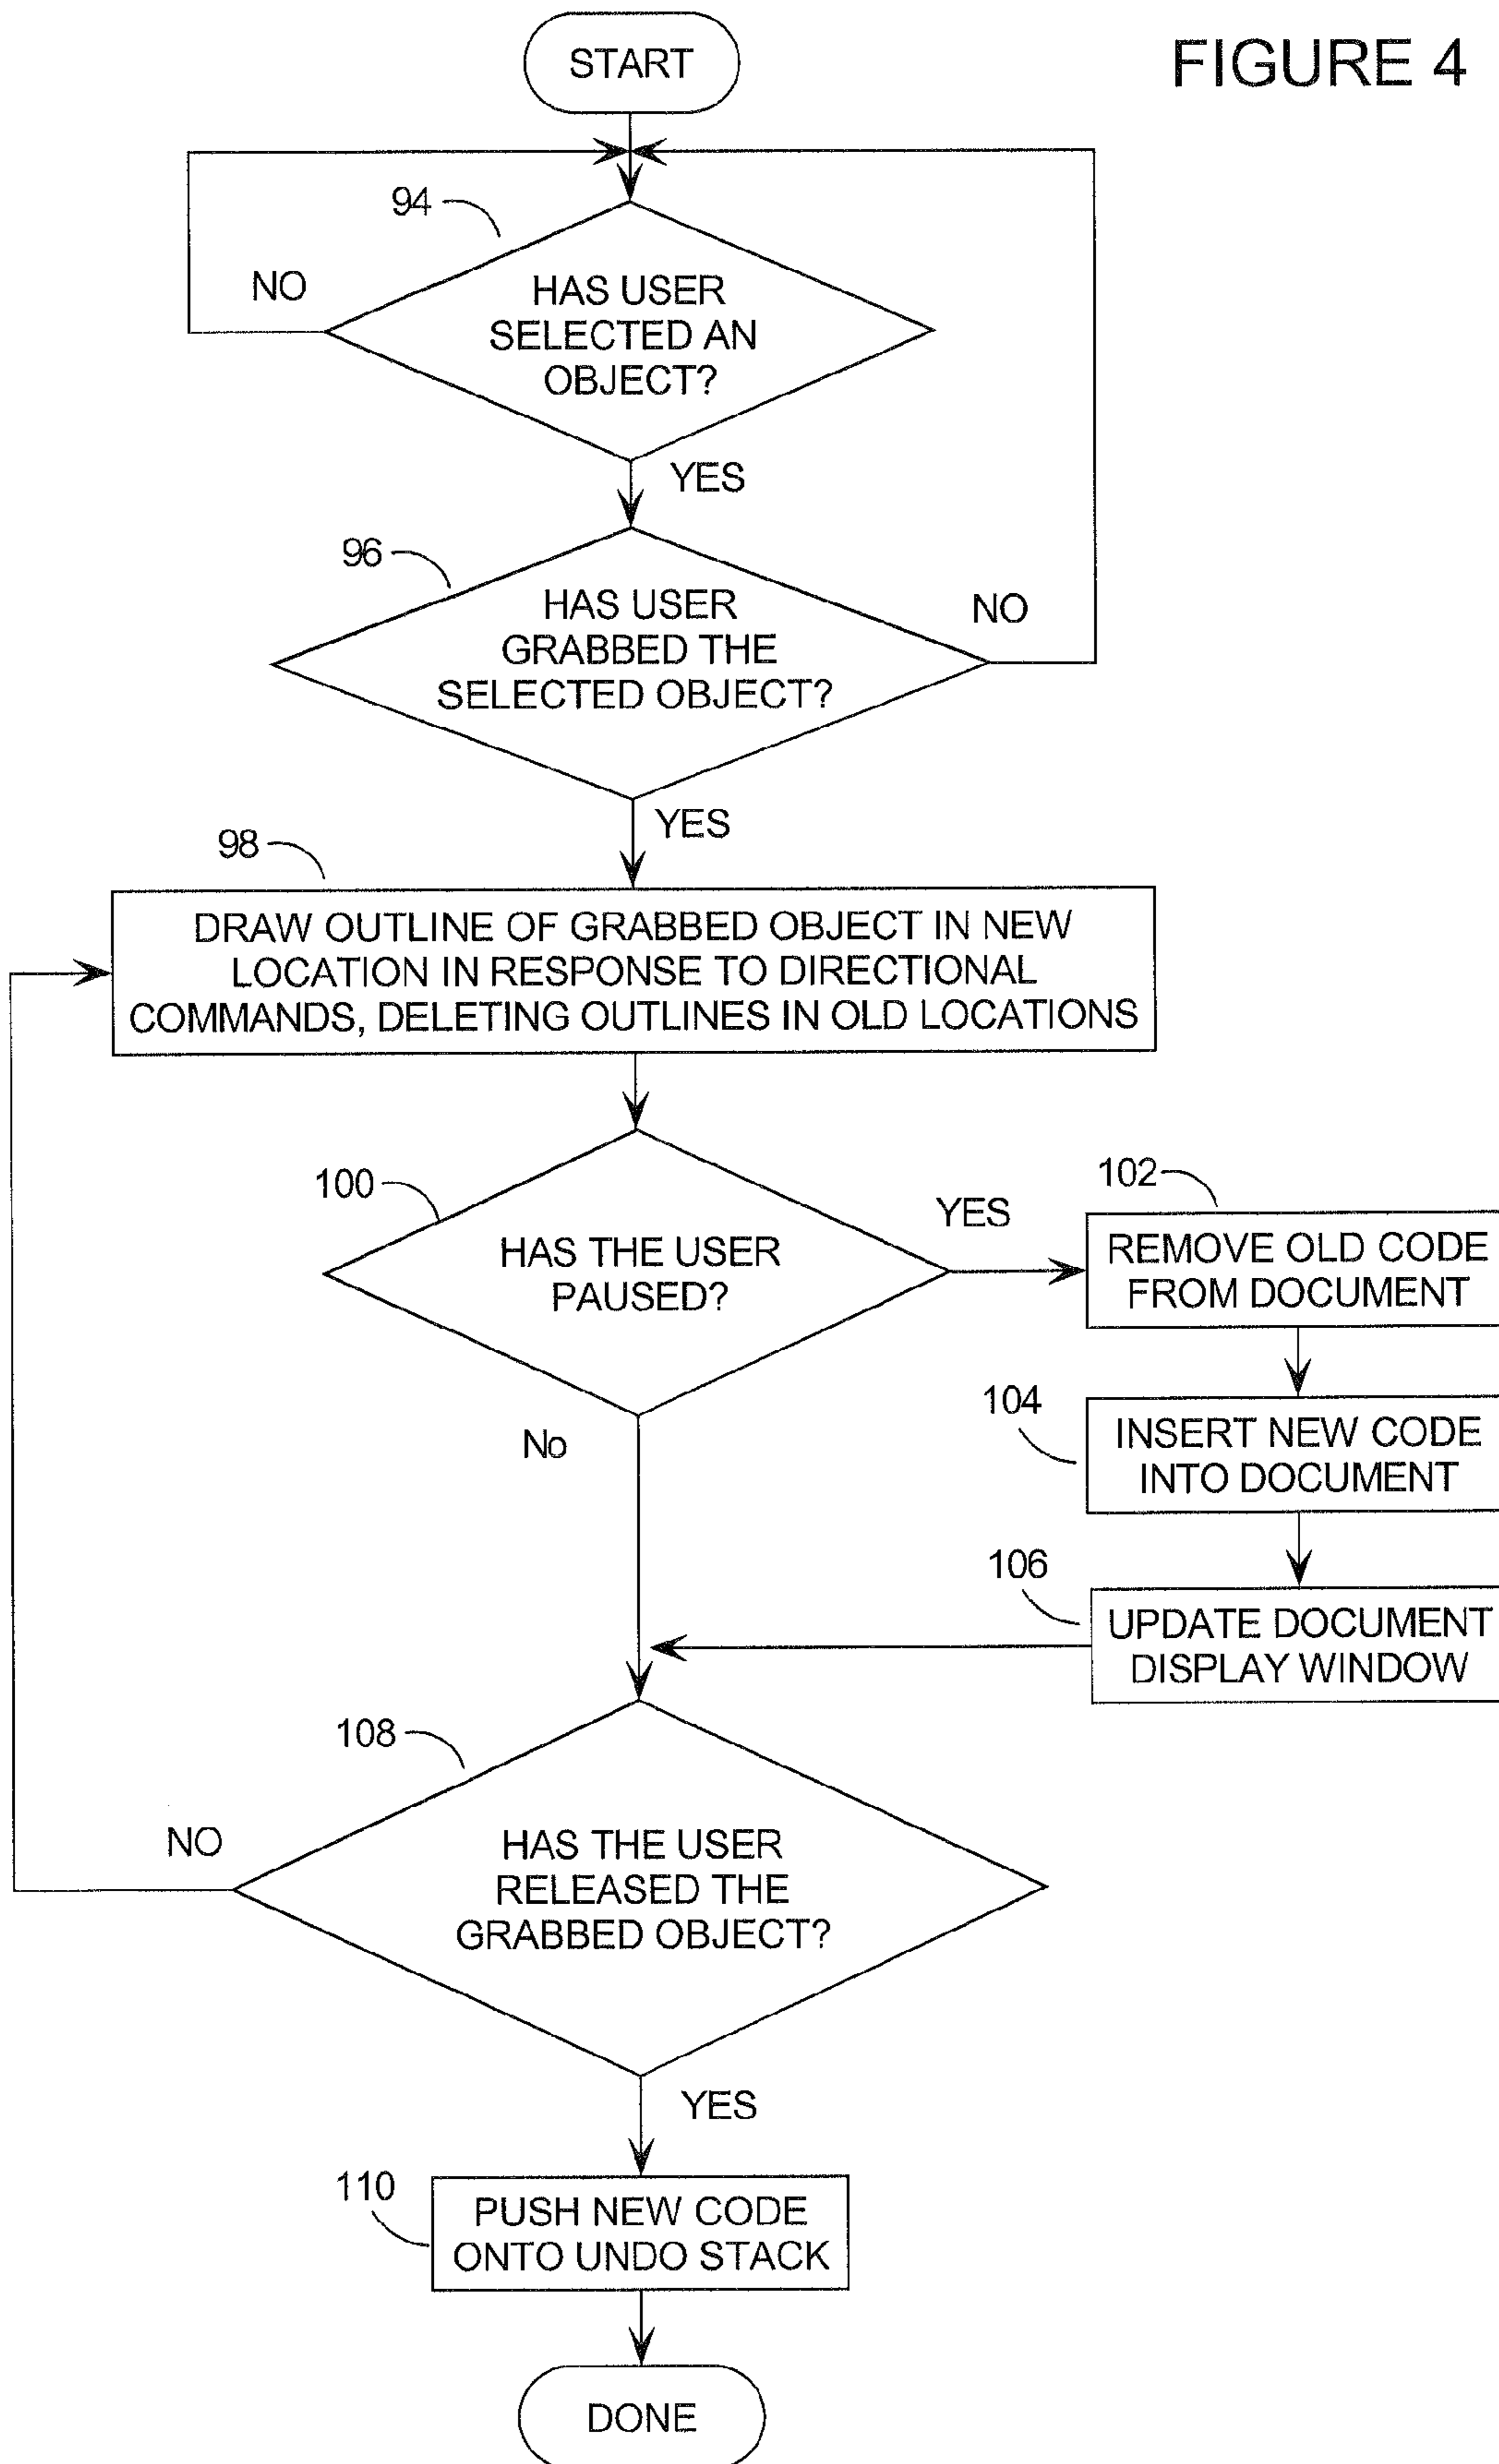 FIGURE 4
START
94
NO
HAS USER
SELECTED AN
OBJECT?
YES
96
HAS USER
GRABBED THE
SELECTED OBJECT?
NO
YES
98
DRAW OUTLINE OF GRABBED OBJECT IN NEW
LOCATION IN RESPONSE TO DIRECTIONAL
COMMANDS, DELETING OUTLINES IN OLD LOCATIONS
100
HAS THE USER
PAUSED?
YES
102
REMOVE OLD CODE
FROM DOCUMENT
No
104
INSERT NEW CODE
INTO DOCUMENT
106
UPDATE DOCUMENT
DISPLAY WINDOW
108
NO
HAS THE USER
RELEASED THE
GRABBED OBJECT?
YES
110
PUSH NEW CODE
ONTO UNDO STACK
DONE